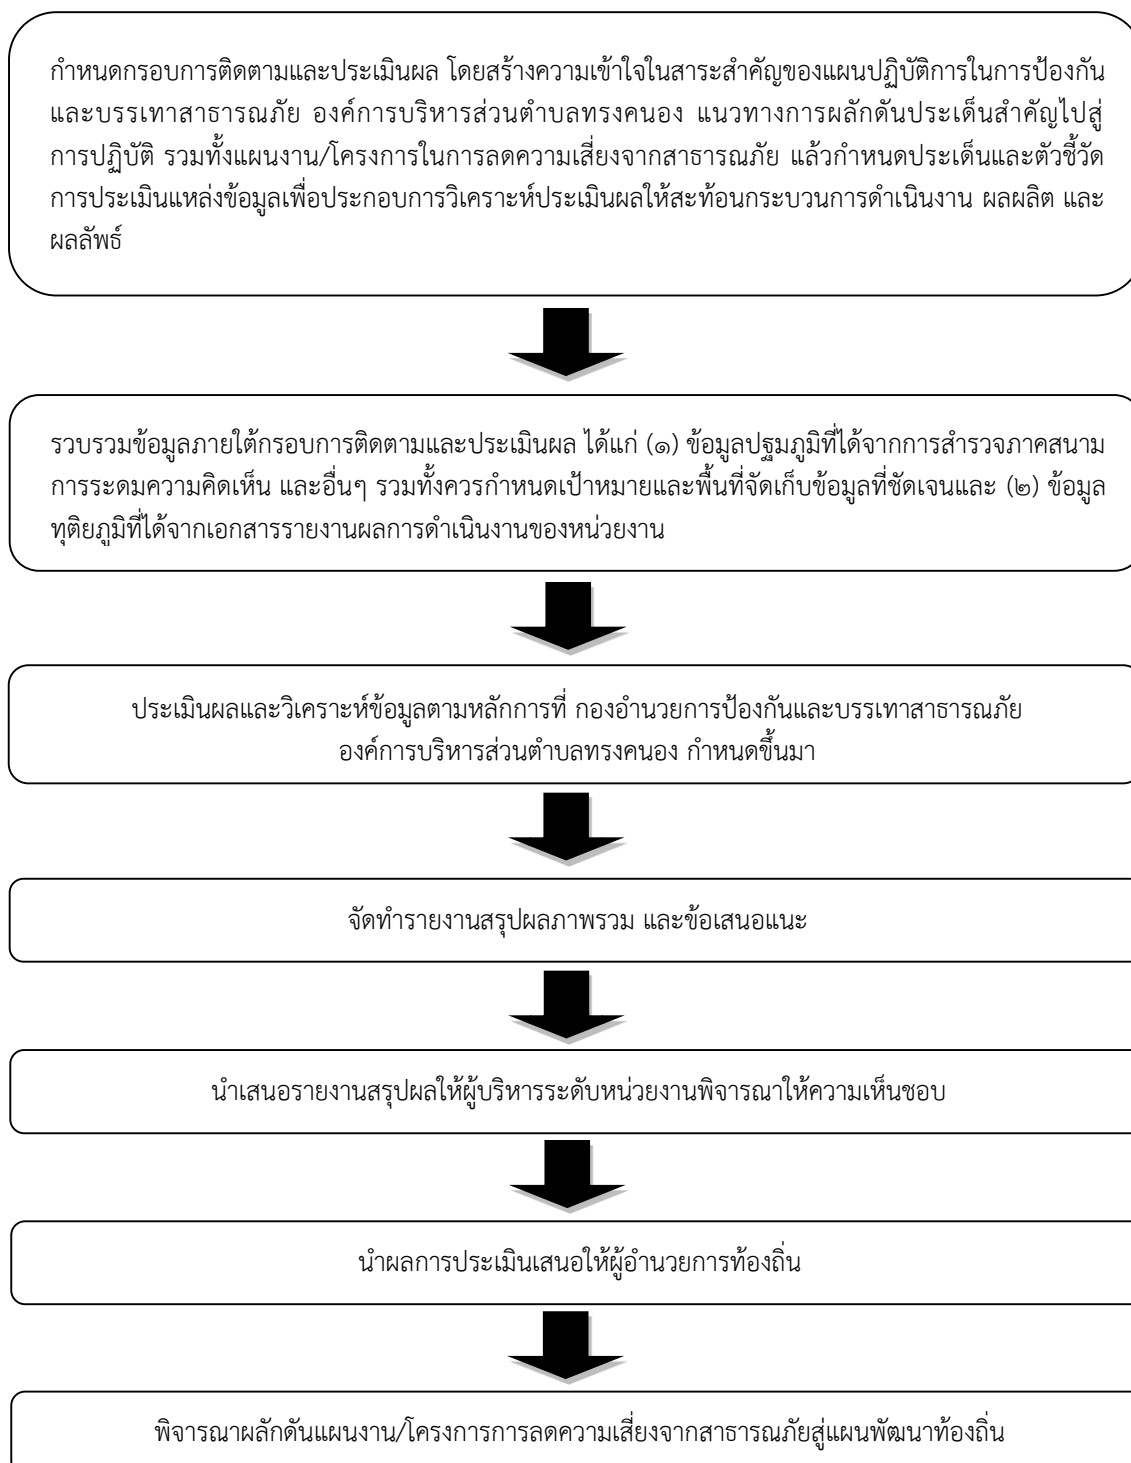 กำหนดกรอบการติดตามและประเมินผล โดยสร้างความเข้าใจในสาระสำคัญของแผนปฏิบัติการในการป้องกัน
และบรรเทาสาธารณภัย องค์การบริหารส่วนตำบลทรงคนอง แนวทางการผลักดันประเด็นสำคัญไปสู่
การปฏิบัติ รวมทั้งแผนงาน/โครงการในการลดความเสี่ยงจากสาธารณภัย แล้วกำหนดประเด็นและตัวชี้วัด
การประเมินแหล่งข้อมูลเพื่อประกอบการวิเคราะห์ประเมินผลให้สะท้อนกระบวนการดำเนินงาน ผลผลิต และ
ผลลัพธ์
รวบรวมข้อมูลภายใต้กรอบการติดตามและประเมินผล ได้แก่ (๑) ข้อมูลปฐมภูมิที่ได้จากการสำรวจภาคสนาม
การระดมความคิดเห็น และอื่นๆ รวมทั้งควรกำหนดเป้าหมายและพื้นที่จัดเก็บข้อมูลที่ชัดเจนและ (๒) ข้อมูล
ทุติยภูมิที่ได้จากเอกสารรายงานผลการดำเนินงานของหน่วยงาน
ประเมินผลและวิเคราะห์ข้อมูลตามหลักการที่ กองอำนวยการป้องกันและบรรเทาสาธารณภัย
องค์การบริหารส่วนตำบลทรงคนอง กำหนดขึ้นมา
จัดทำรายงานสรุปผลภาพรวม และข้อเสนอแนะ
นำเสนอรายงานสรุปผลให้ผู้บริหารระดับหน่วยงานพิจารณาให้ความเห็นชอบ
นำผลการประเมินเสนอให้ผู้อำนวยการท้องถิ่น
พิจารณาผลักดันแผนงาน/โครงการการลดความเสี่ยงจากสาธารณภัยสู่แผนพัฒนาท้องถิ่น